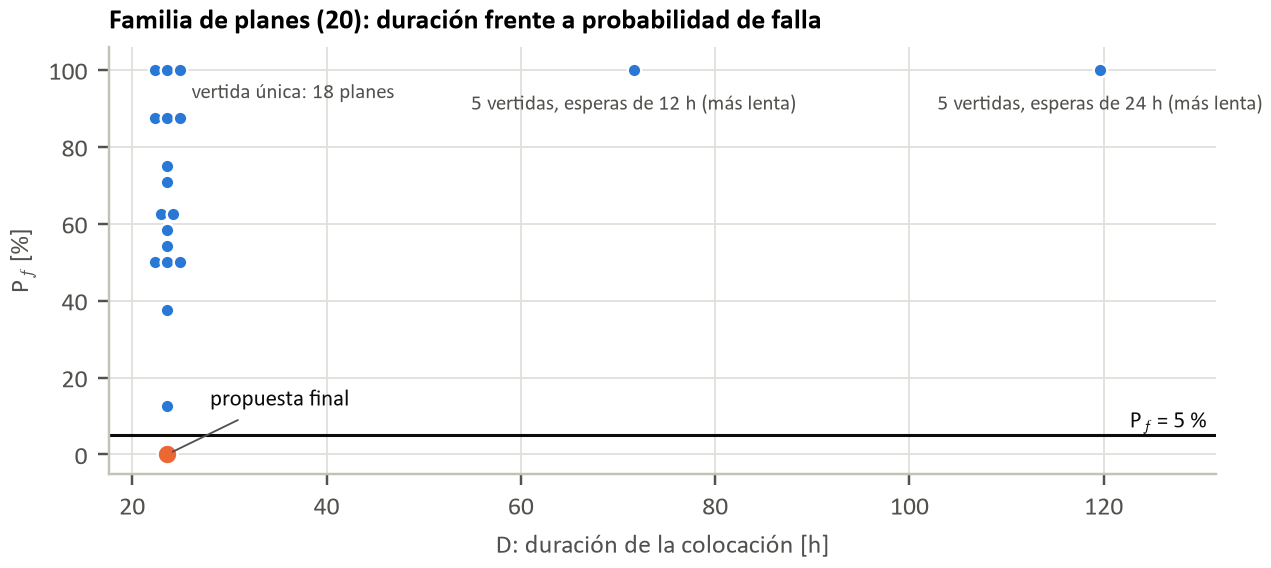 Familia de planes (20): duración frente a probabilidad de falla
100
80
60
40
20
0
P f [%]
vertida única: 18 planes
5 vertidas, esperas de 12 h (más lenta)
5 vertidas, esperas de 24 h (más lenta)
propuesta final
P f = 5 %
20
40
60
80
100
120
D: duración de la colocación [h]